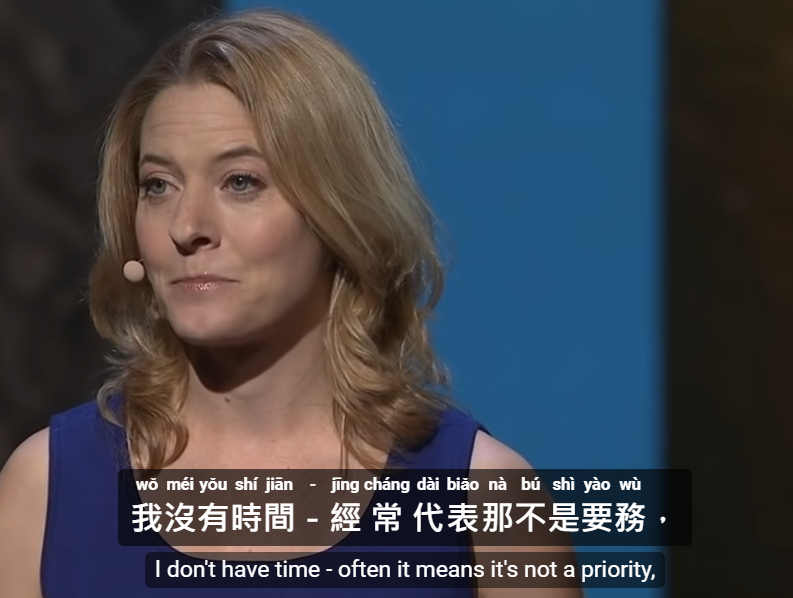 wǒ méi yǒu shí jiān - jīng cháng dài biǎo nà bú shì yào wù
我沒有時間 - 經常代表那不是要務，
I don't have time - often it means it's not a priority,